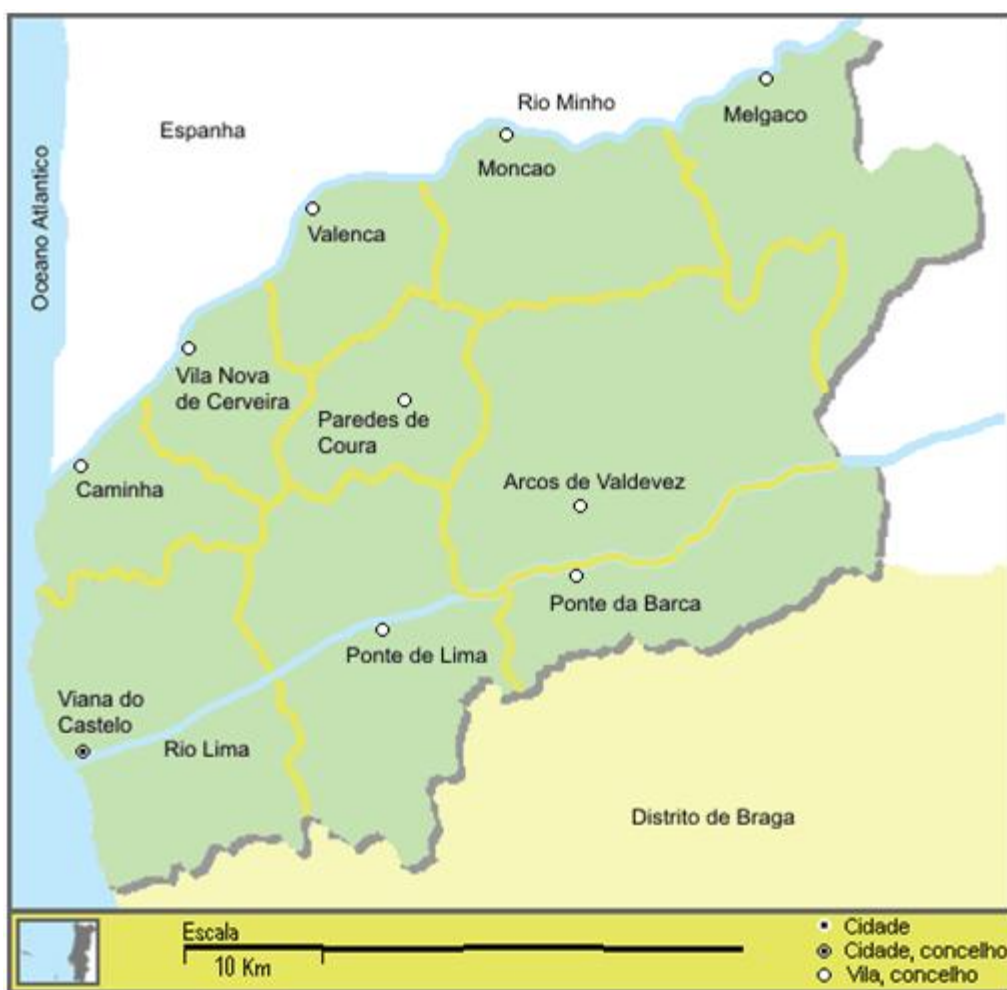 Rio Minho
Melgaco
Espanha
Moncao
Oceano Atlantico
Valenca
Vila Nova
de Cerveira
Paredes de
Coura
Caminha
Arcos de Valdevez
Ponte da Barca
Ponte de Lima
Viana do
Castelo
Rio Lima
Distrito de Braga
Escala
10 Km
Cidade
Cidade, concelho
Vila, concelho